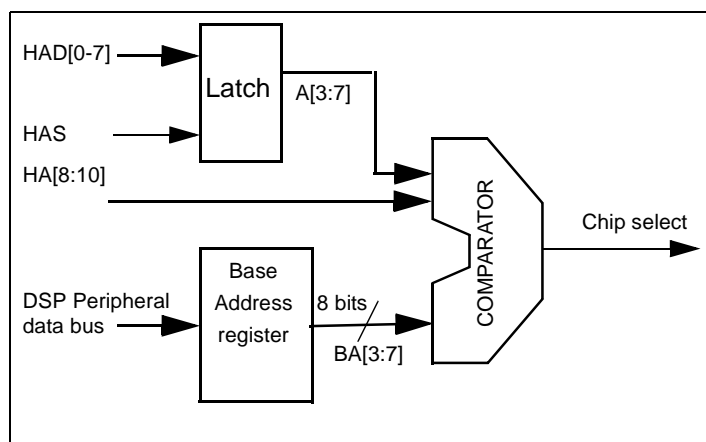 HAD[0-7]
Latch
A[3:7]
HAS
HA[8:10]
COMPARATOR
Chip select
Base
Address
register
DSP Peripheral
data bus
8 bits
BA[3:7]